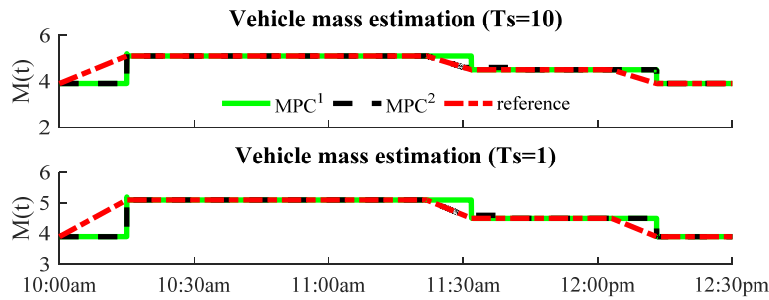 Vehicle mass estimation (Ts=10)
M(t)
6
4
2
MPC¹ MPC² reference
Vehicle mass estimation (Ts=1)
M(t)
6
5
4
3
10:00am 10:30am 11:00am 11:30am 12:00pm 12:30pm